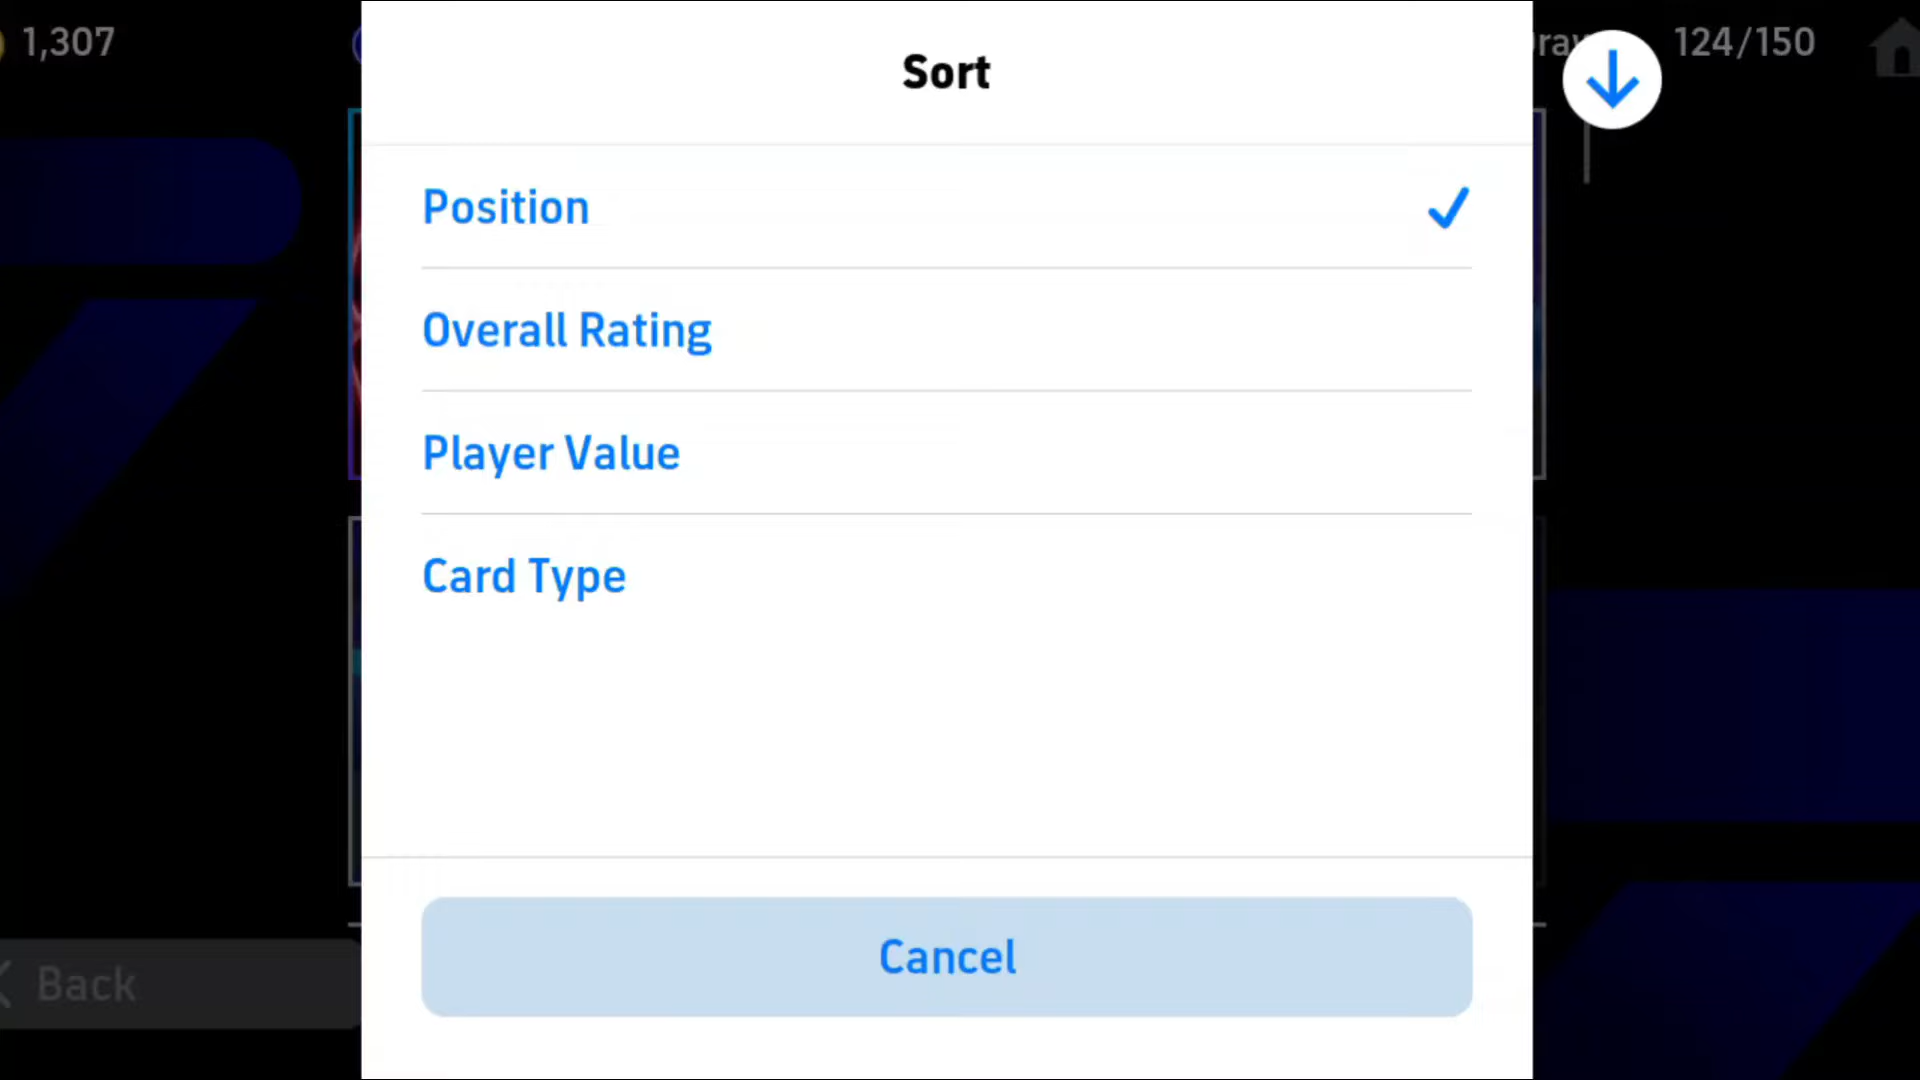 1,307
Sort
124/150
Position
Overall Rating
Player Value
Card Type
Cancel
Back